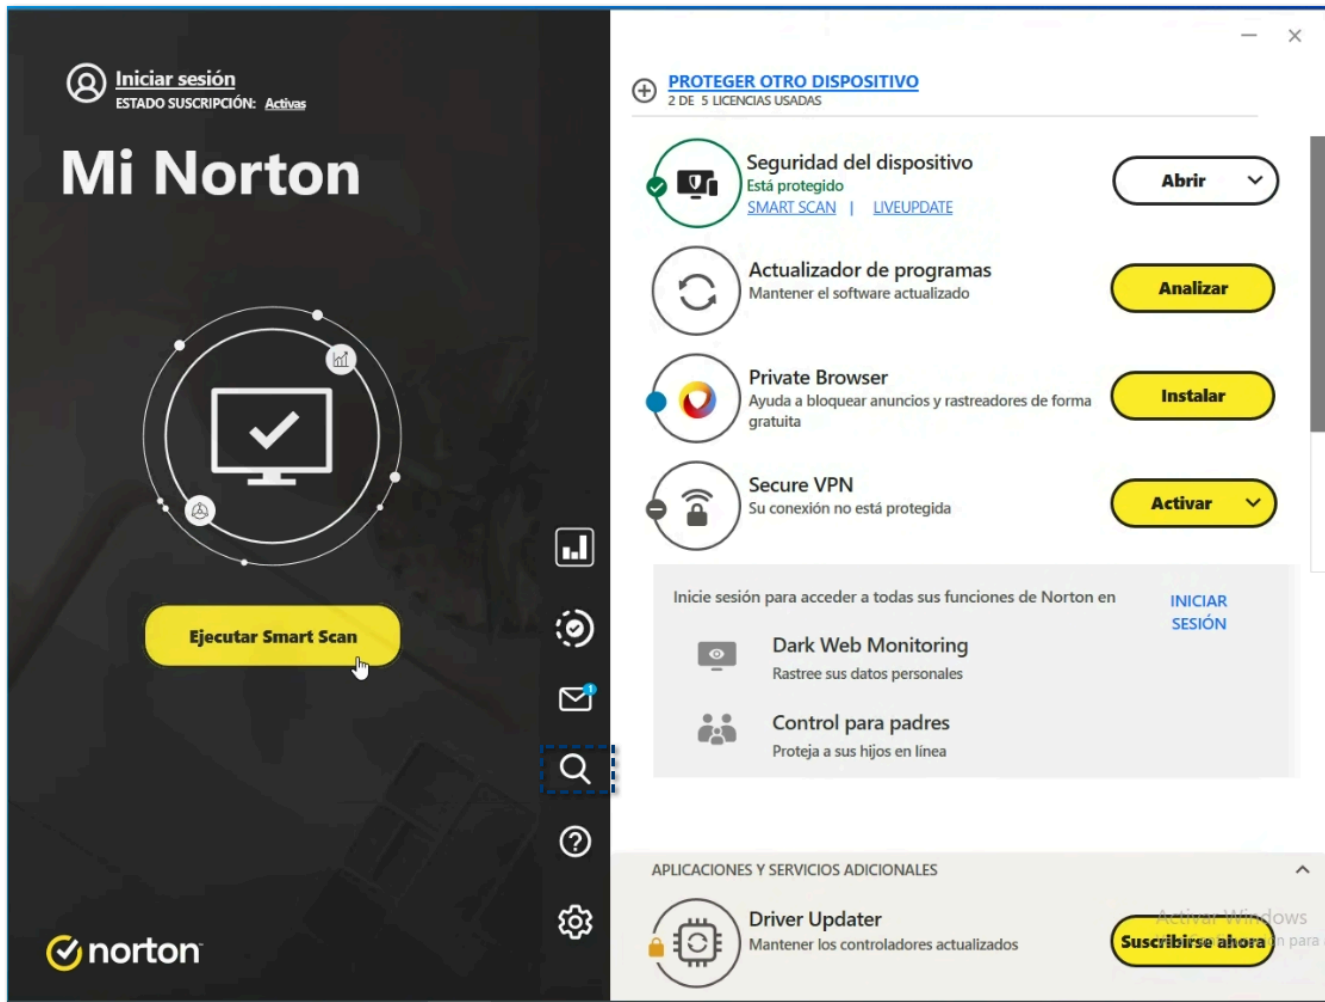 Iniciar sesión
ESTADO SUSCRIPCIÓN: Activas
Mi Norton
Ejecutar Smart Scan
1
norton
PROTEGER OTRO DISPOSITIVO
2 DE 5 LICENCIAS USADAS
Seguridad del dispositivo
Está protegido
SMART SCAN | LIVEUPDATE
Abrir
Actualizador de programas
Mantener el software actualizado
Analizar
Private Browser
Ayuda a bloquear anuncios y rastreadores de forma
gratuita
Instalar
Secure VPN
Su conexión no está protegida
Activar
Inicie sesión para acceder a todas sus funciones de Norton en
INICIAR
SESIÓN
Dark Web Monitoring
Rastree sus datos personales
Control para padres
Proteja a sus hijos en línea
APLICACIONES Y SERVICIOS ADICIONALES
Driver Updater
Mantener los controladores actualizados
Suscribirse ahora
Activar Windows
para